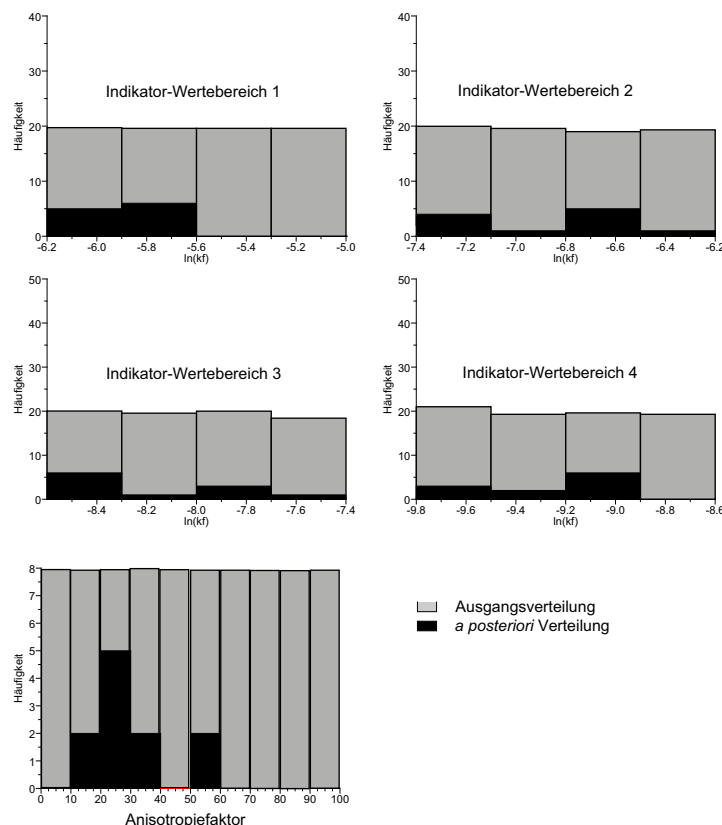 Indikator-Wertebereich 1
Häufigkeit
40
30
20
10
0
-6.2 -6.0 -5.8 -5.6 -5.4 -5.2 -5.0
ln(kf)
Indikator-Wertebereich 2
Häufigkeit
40
30
20
10
0
-7.4 -7.2 -7.0 -6.8 -6.6 -6.4 -6.2
ln(kf)
Indikator-Wertebereich 3
Häufigkeit
50
40
30
20
10
0
-8.4 -8.2 -8.0 -7.8 -7.6 -7.4
ln(kf)
Indikator-Wertebereich 4
Häufigkeit
50
40
30
20
10
0
-9.8 -9.6 -9.4 -9.2 -9.0 -8.8 -8.6
ln(kf)
Häufigkeit
8
7
6
5
4
3
2
1
0
0 10 20 30 40 50 60 70 80 90 100
Anisotropiefaktor
Ausgangsverteilung
a posteriori Verteilung